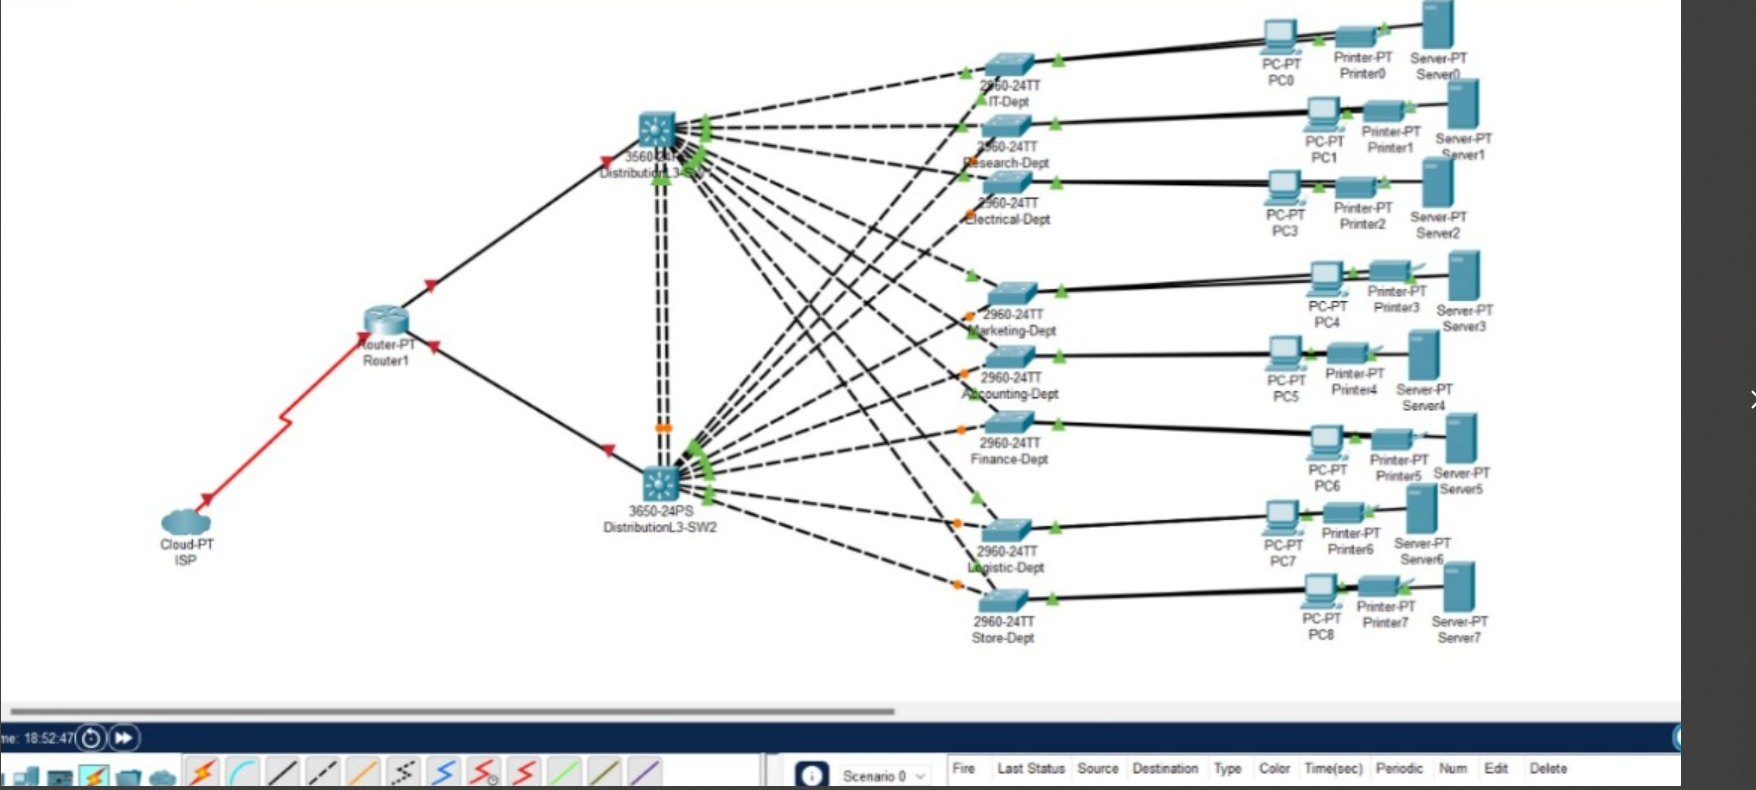 2960-24TT
IT-Dept
PC-PT
PC0
Printer-PT
Printer0
Server-PT
Server0
2960-24TT
Research-Dept
PC-PT
PC1
Printer-PT
Printer1
Server-PT
Server1
2960-24TT
Electrical-Dept
PC-PT
PC3
Printer-PT
Printer2
Server-PT
Server2
2960-24TT
Marketing-Dept
PC-PT
PC4
Printer-PT
Printer3
Server-PT
Server3
2960-24TT
Accounting-Dept
PC-PT
PC5
Printer-PT
Printer4
Server-PT
Server4
2960-24TT
Finance-Dept
PC-PT
PC6
Printer-PT
Printer5
Server-PT
Server5
2960-24TT
Logistic-Dept
PC-PT
PC7
Printer-PT
Printer6
Server-PT
Server6
2960-24TT
Store-Dept
PC-PT
PC8
Printer-PT
Printer7
Server-PT
Server7
Router-PT
Router1
3650-24PS
DistributionL3-SW2
Cloud-PT
ISP
me: 18:52:47
Scenario 0
Fire Last Status Source Destination Type Color Time(sec) Periodic Num Edit Delete